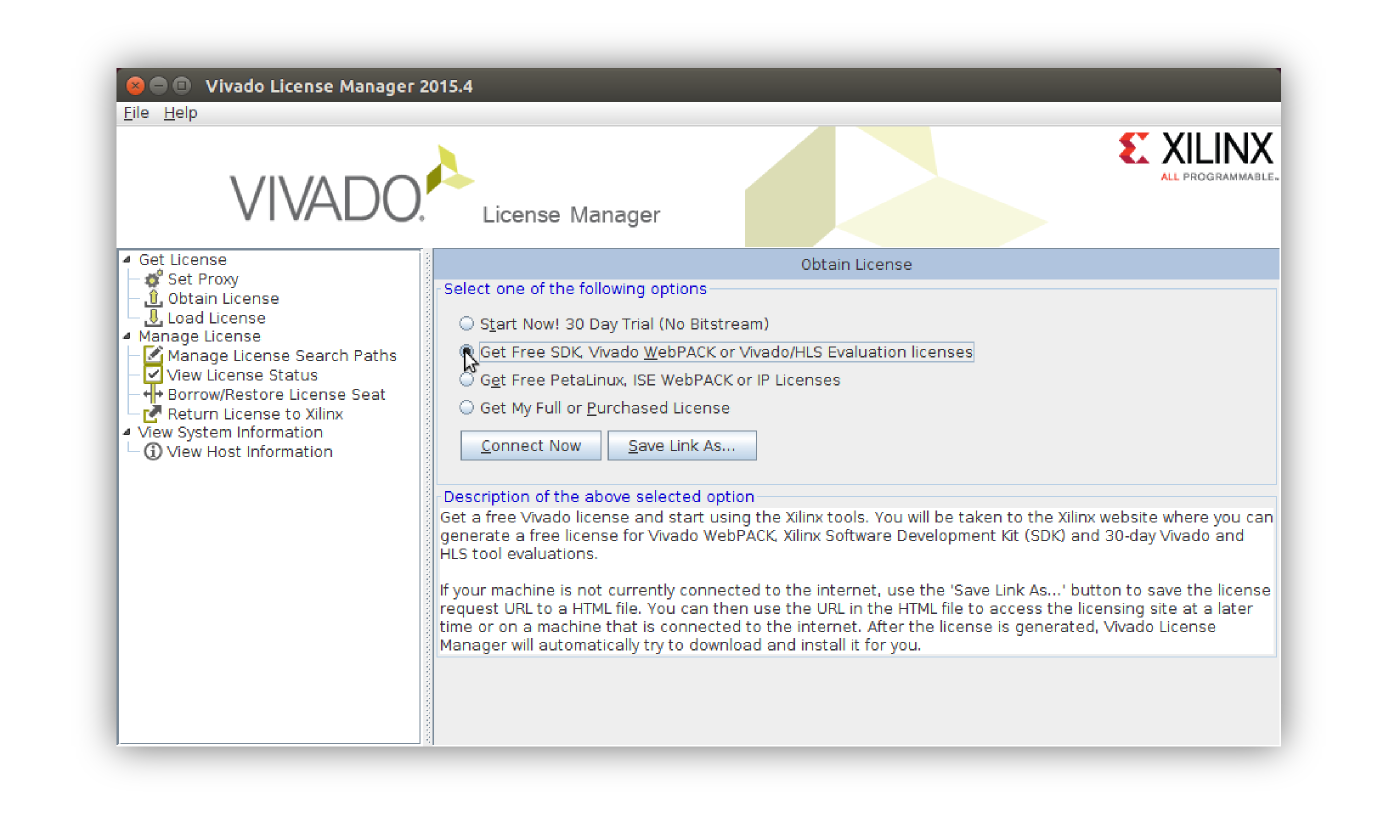 Vivado License Manager 2015.4
File Help
VIVADO.
License Manager
XILINX
ALL PROGRAMMABLE™
Get License
Set Proxy
Obtain License
Load License
Manage License
Manage License Search Paths
View License Status
Borrow/Restore License Seat
Return License to Xilinx
View System Information
View Host Information
Obtain License
Select one of the following options
Start Now! 30 Day Trial (No Bitstream)
Get Free SDK, Vivado WebPACK or Vivado/HLS Evaluation licenses
Get Free PetaLinux, ISE WebPACK or IP Licenses
Get My Full or Purchased License
Connect Now Save Link As...
Description of the above selected option
Get a free Vivado license and start using the Xilinx tools. You will be taken to the Xilinx website where you can
generate a free license for Vivado WebPACK, Xilinx Software Development Kit (SDK) and 30-day Vivado and
HLS tool evaluations.
If your machine is not currently connected to the internet, use the 'Save Link As...' button to save the license
request URL to a HTML file. You can then use the URL in the HTML file to access the licensing site at a later
time or on a machine that is connected to the internet. After the license is generated, Vivado License
Manager will automatically try to download and install it for you.